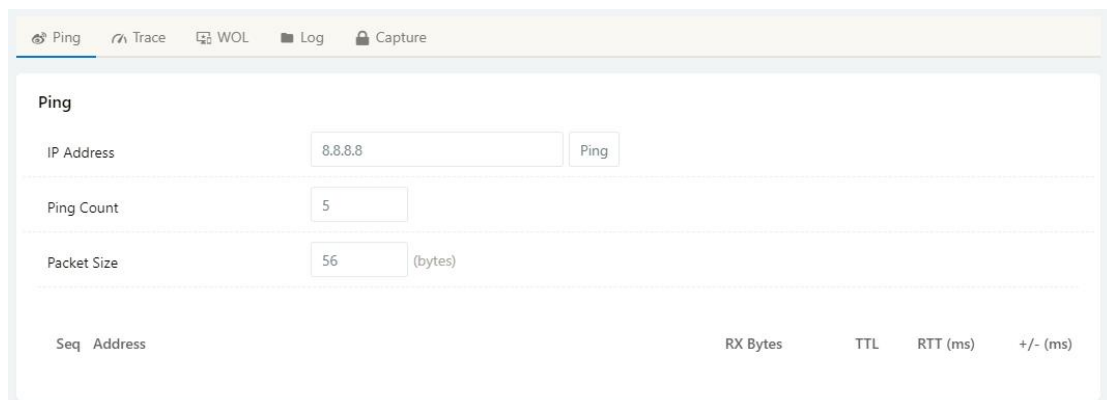 Ping Trace WOL Log Capture
Ping
IP Address 8.8.8.8 Ping
Ping Count 5
Packet Size 56 (bytes)
Seq Address RX Bytes TTL RTT (ms) +/- (ms)